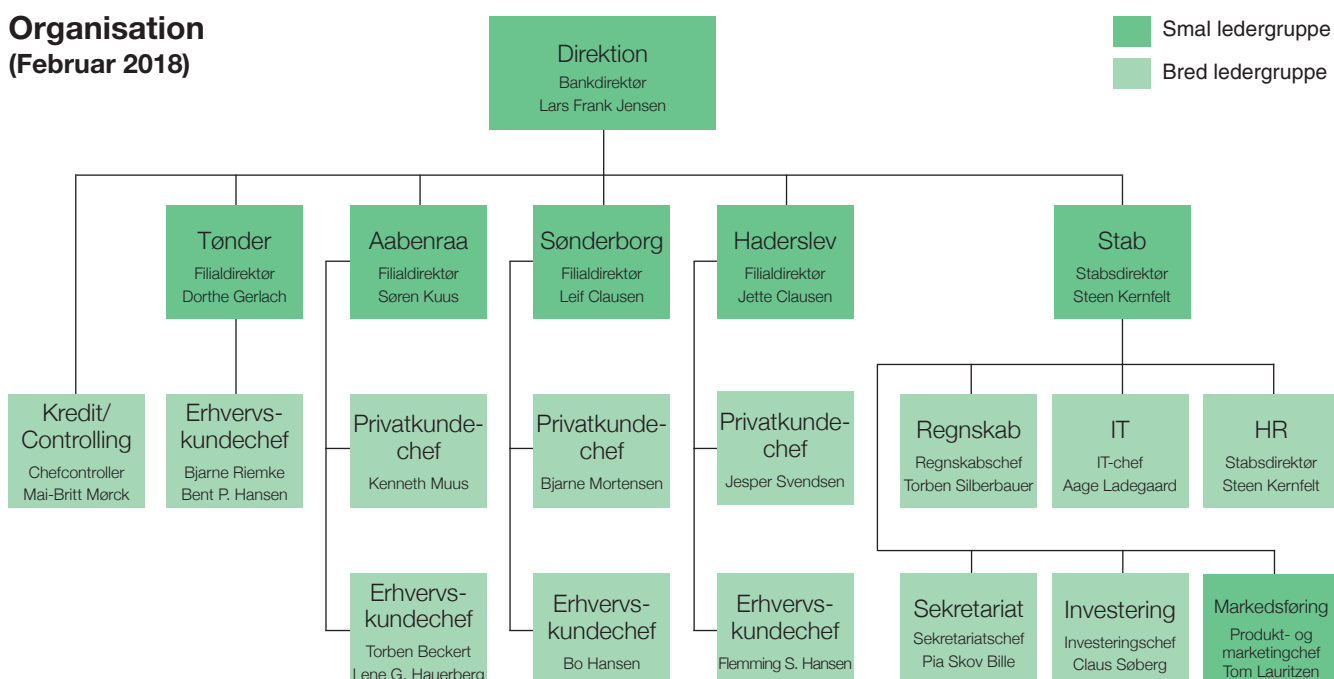 Organisation
(Februar 2018)
Smal ledergruppe
Bred ledergruppe
Direktion
Bankdirektør
Lars Frank Jensen
Tønder
Filialdirektør
Dorthe Gerlach
Aabenraa
Filialdirektør
Søren Kuus
Sønderborg
Filialdirektør
Leif Clausen
Haderslev
Filialdirektør
Jette Clausen
Stab
Stabsdirektør
Steen Kernfelt
Kredit/
Controlling
Chefcontroller
Mai-Britt Mørck
Erhvervs-
kundechef
Bjarne Riemke
Bent P. Hansen
Privatkunde-
chef
Kenneth Muus
Privatkunde-
chef
Bjarne Mortensen
Privatkunde-
chef
Jesper Svendsen
Regnskab
Regnskabschef
Torben Silberbauer
IT
IT-chef
Aage Ladegaard
HR
Stabsdirektør
Steen Kernfelt
Erhvervs-
kundechef
Torben Beckert
Lene G. Hauerberg
Erhvervs-
kundechef
Bo Hansen
Erhvervs-
kundechef
Flemming S. Hansen
Sekretariat
Sekretariatschef
Pia Skov Bille
Investering
Investeringschef
Claus Søberg
Markedsføring
Produkt- og
marketingchef
Tom Lauritzen